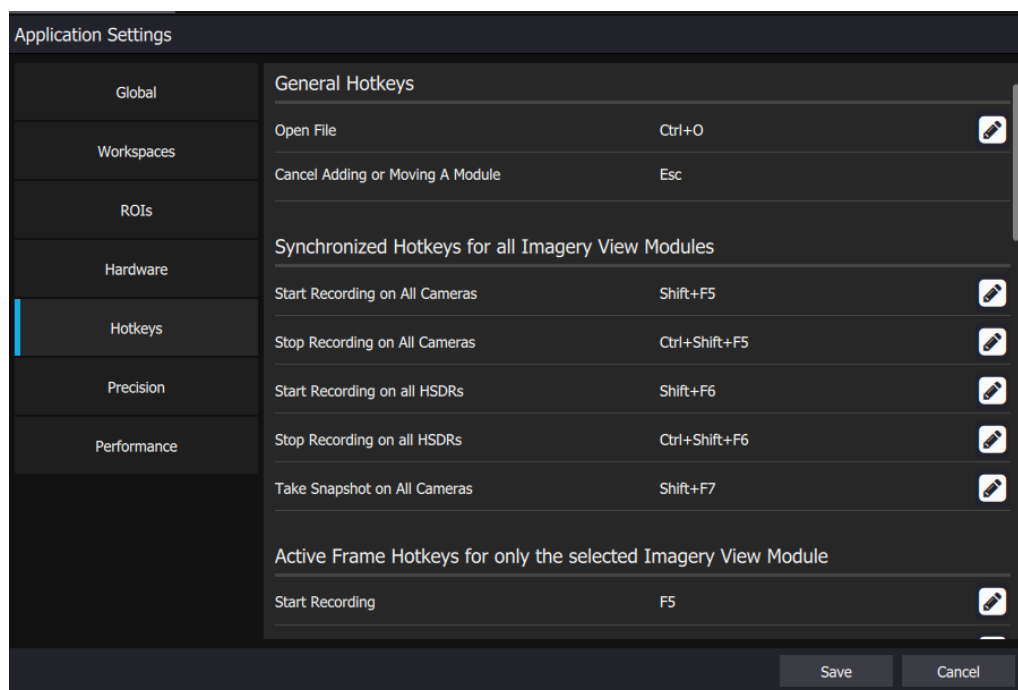 Application Settings
Global
Workspaces
ROIs
Hardware
Hotkeys
Precision
Performance
General Hotkeys
Open File Ctrl+O
Cancel Adding or Moving A Module Esc
Synchronized Hotkeys for all Imagery View Modules
Start Recording on All Cameras Shift+F5
Stop Recording on All Cameras Ctrl+Shift+F5
Start Recording on all HSDRs Shift+F6
Stop Recording on all HSDRs Ctrl+Shift+F6
Take Snapshot on All Cameras Shift+F7
Active Frame Hotkeys for only the selected Imagery View Module
Start Recording F5
Save Cancel